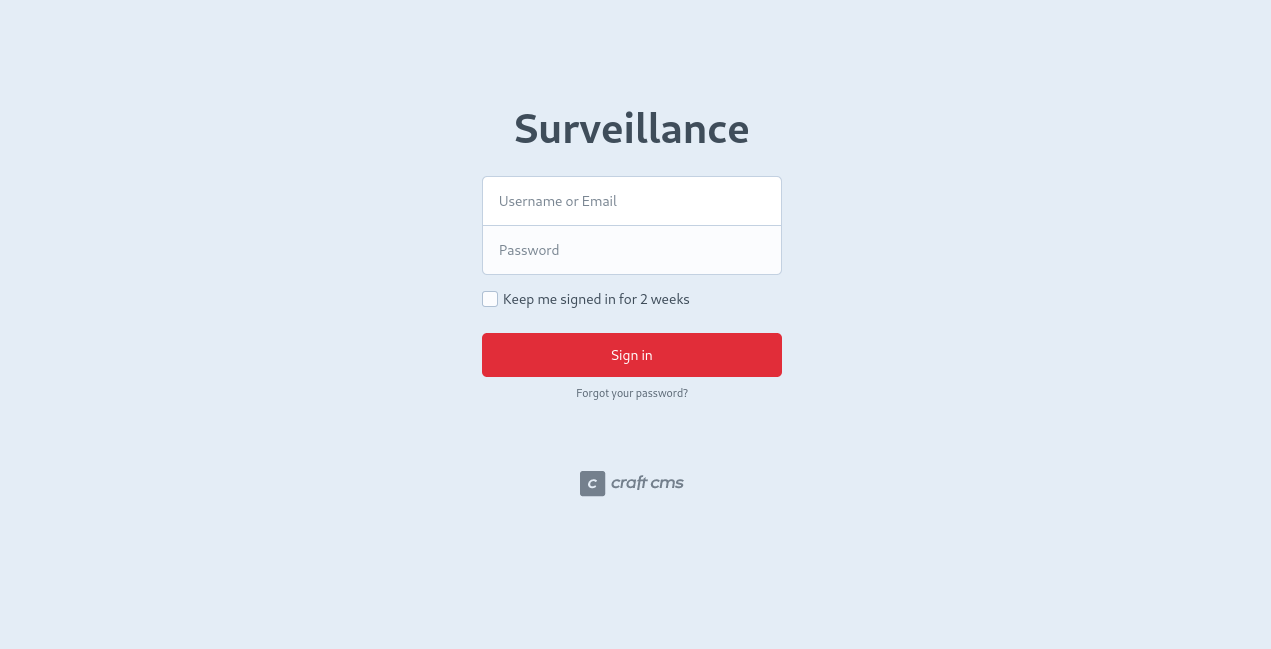 Surveillance
Username or Email
Password
Keep me signed in for 2 weeks
Sign in
Forgot your password?
c craft cms